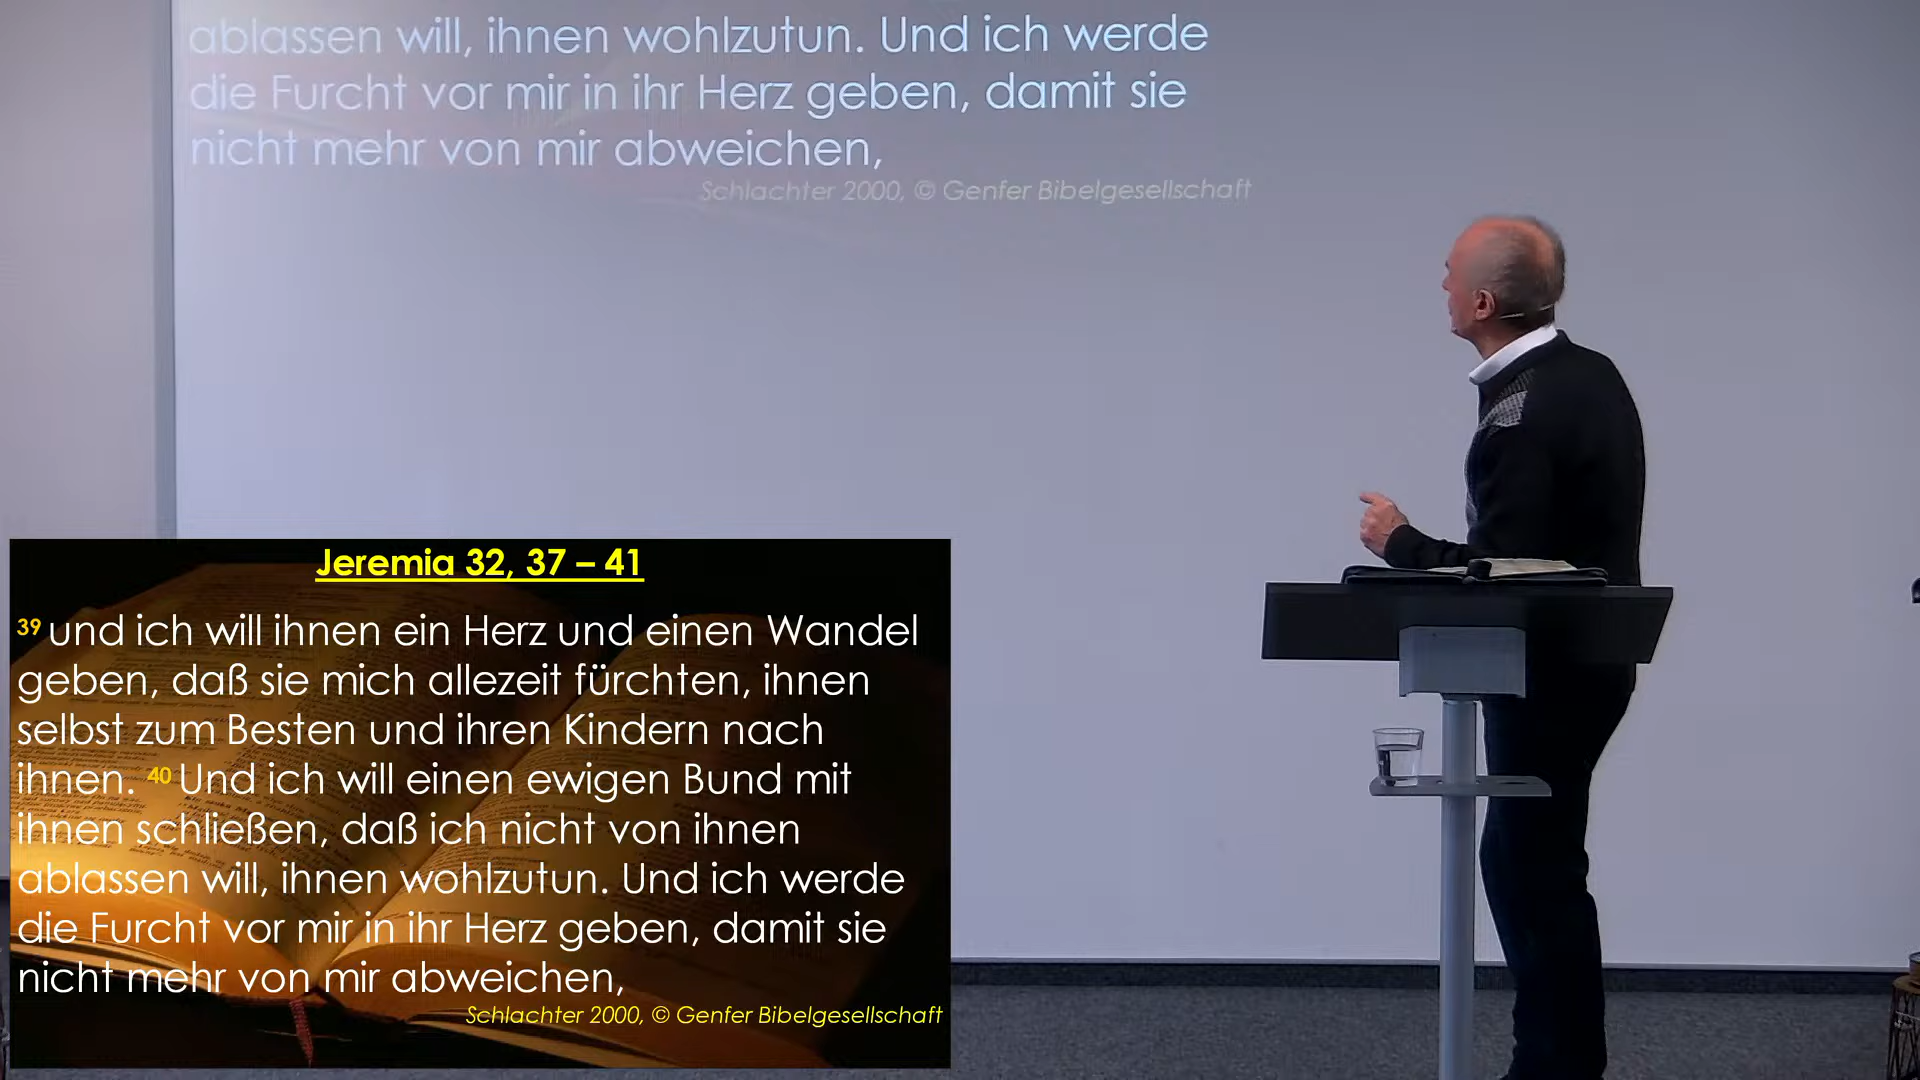 ablassen will, ihnen wohlzutun. Und ich werde
die Furcht vor mir in ihr Herz geben, damit sie
nicht mehr von mir abweichen,
Schlachter 2000, © Genfer Bibelgesellschaft
Jeremia 32, 37 – 41
39 und ich will ihnen ein Herz und einen Wandel
geben, daß sie mich allezeit fürchten, ihnen
selbst zum Besten und ihren Kindern nach
ihnen. 40 Und ich will einen ewigen Bund mit
ihnen schließen, daß ich nicht von ihnen
ablassen will, ihnen wohlzutun. Und ich werde
die Furcht vor mir in ihr Herz geben, damit sie
nicht mehr von mir abweichen,
Schlachter 2000, © Genfer Bibelgesellschaft